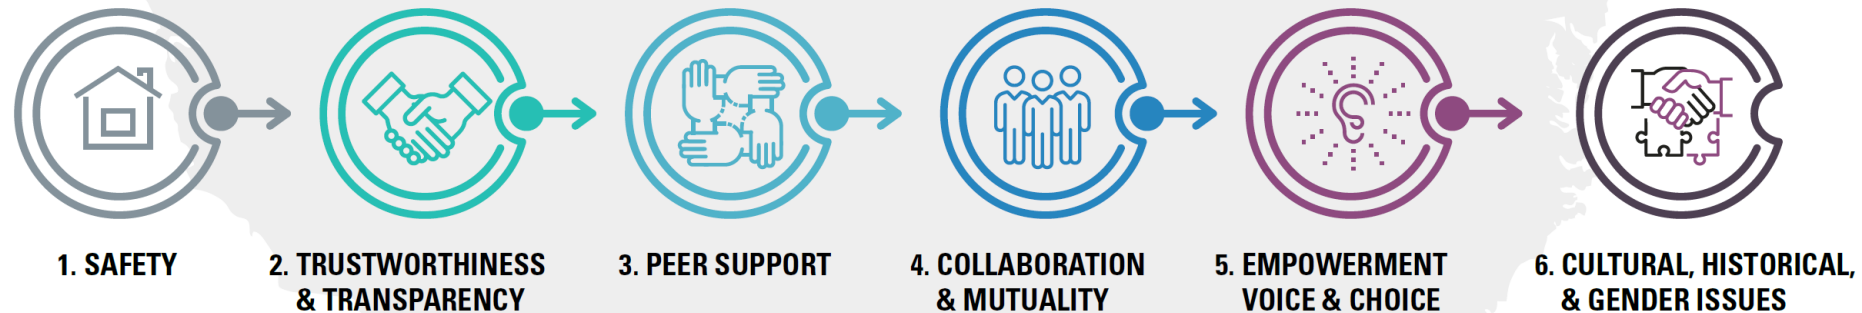 1. SAFETY
2. TRUSTWORTHINESS
& TRANSPARENCY
3. PEER SUPPORT
4. COLLABORATION
& MUTUALITY
5. EMPOWERMENT
VOICE & CHOICE
6. CULTURAL, HISTORICAL,
& GENDER ISSUES